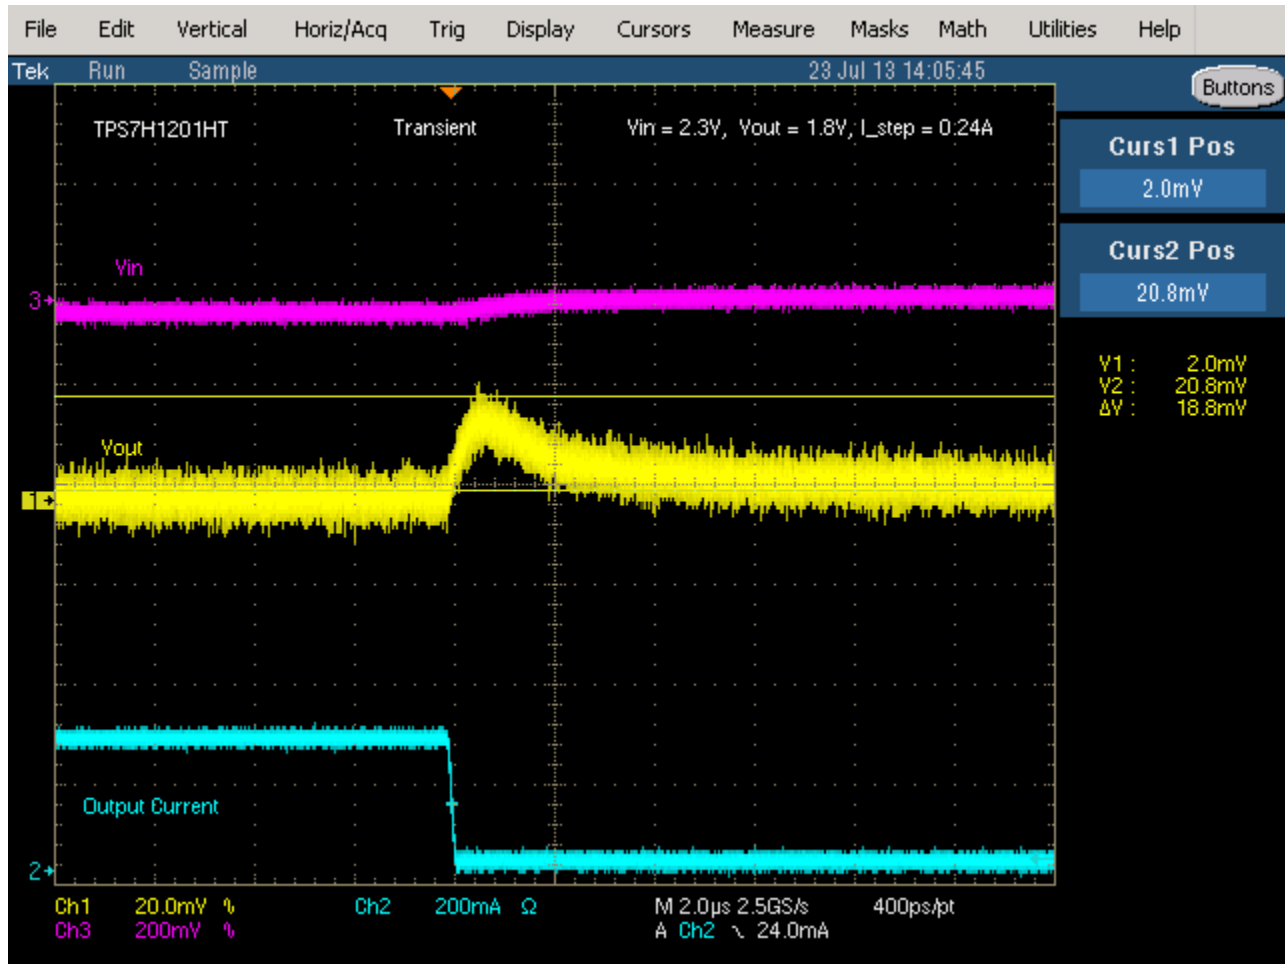 File Edit Vertical Horiz/Acq Trig Display Cursors Measure Masks Math Utilities Help
Tek Run Sample 23 Jul 13 14:05:45
Buttons
TPS7H1201HT Transient Vin = 2.3V, Vout = 1.8V, I_step = 0.24A
Curs1 Pos
2.0mV
Curs2 Pos
20.8mV
Vin
3
V1 : 2.0mV
V2 : 20.8mV
ΔV : 18.8mV
Vout
1
Output Current
2
Ch1 20.0mV Ch2 200mA Ω M 2.0µs 2.5GS/s 400ps/pt
Ch3 200mV A Ch2 24.0mA